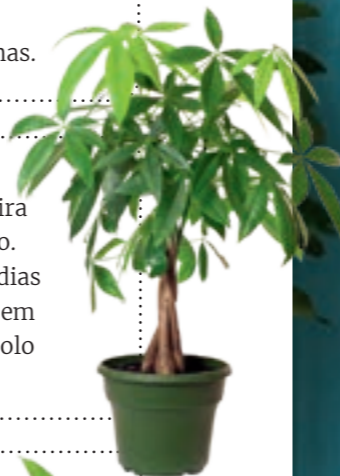 nas.
ira
o.
dias
em
olo